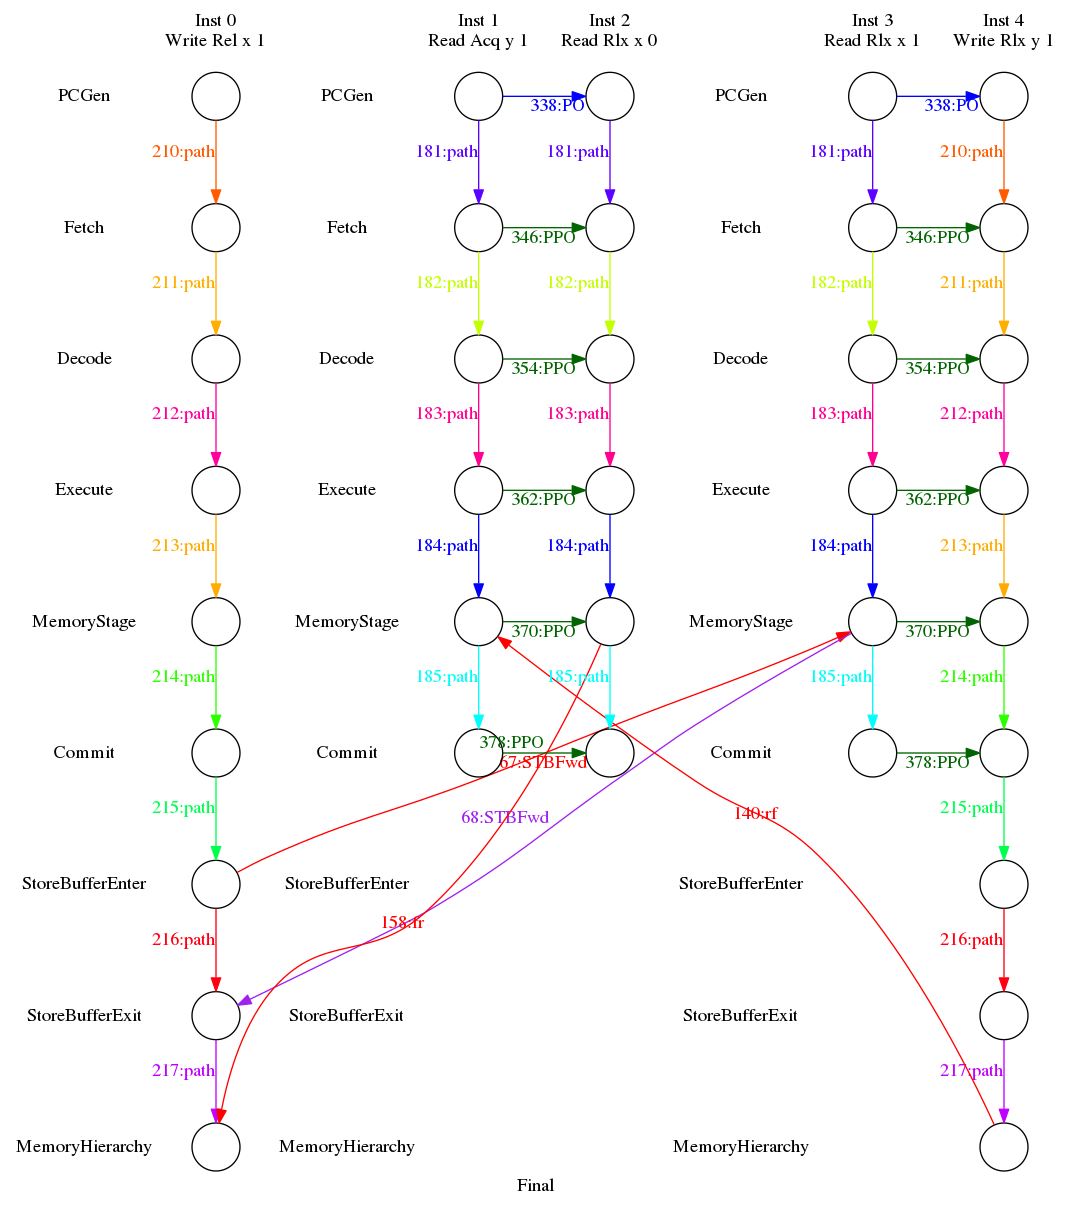 Inst 0 Inst 1 Inst 2 Inst 3 Inst 4
Write Rel x 1 Read Acq y 1 Read Rlx x 0 Read Rlx x 1 Write Rlx y 1
PCGen PCGen PCGen
338:PO 338:PO
210:path 181:path 181:path 181:path 210:path
Fetch Fetch Fetch
346:PPO 346:PPO
211:path 182:path 182:path 182:path 211:path
Decode Decode Decode
354:PPO 354:PPO
212:path 183:path 183:path 183:path 212:path
Execute Execute Execute
362:PPO 362:PPO
213:path 184:path 184:path 184:path 213:path
MemoryStage MemoryStage MemoryStage
370:PPO 370:PPO
214:path 185:path 185:path 185:path 214:path
378:PPO
Commit Commit Commit
67:STBFwd 378:PPO
215:path 215:path
68:STBFwd 140:rf
StoreBufferEnter StoreBufferEnter StoreBufferEnter
158:fr
216:path 216:path
StoreBufferExit StoreBufferExit StoreBufferExit
217:path 217:path
MemoryHierarchy MemoryHierarchy MemoryHierarchy
Final